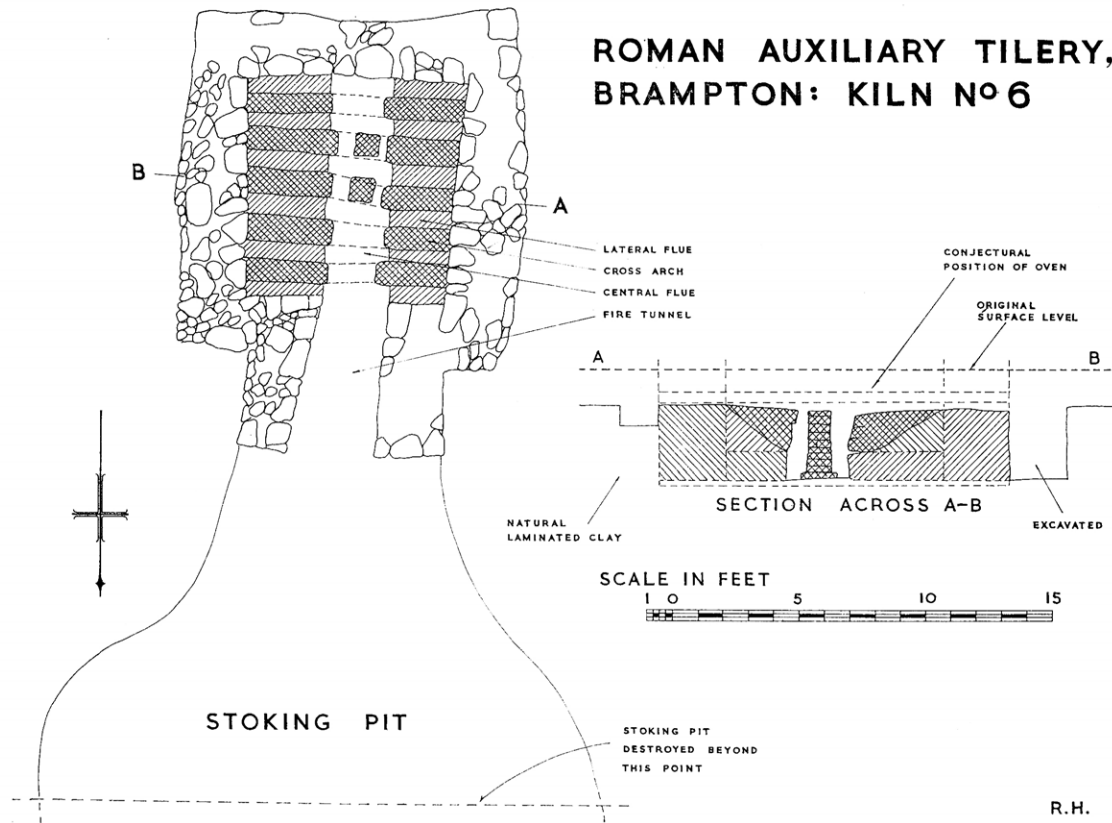 ROMAN AUXILIARY TILERY,
BRAMPTON: KILN No 6
B
A
LATERAL FLUE
CROSS ARCH
CENTRAL FLUE
FIRE TUNNEL
CONJECTURAL
POSITION OF OVEN
ORIGINAL
SURFACE LEVEL
A
B
SECTION ACROSS A-B
NATURAL
LAMINATED CLAY
EXCAVATED
SCALE IN FEET
1 0 5 10 15
STOKING PIT
STOKING PIT
DESTROYED BEYOND
THIS POINT
R.H.